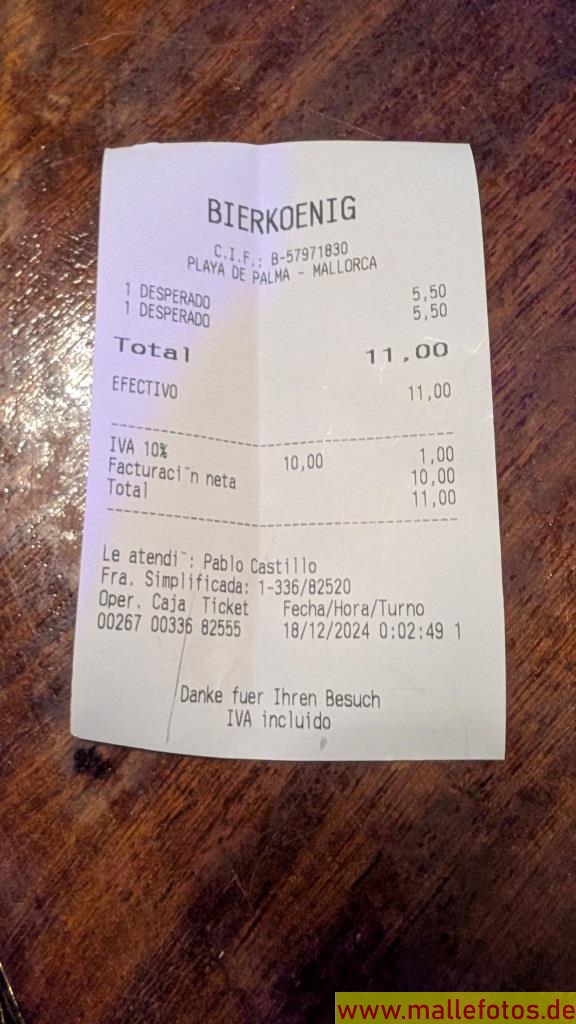 BIERKOENIG
C.I.F.: B-57971830
PLAYA DE PALMA - MALLORCA
1 DESPERADO 5,50
1 DESPERADO 5,50
Total 11,00
EFECTIVO 11,00
IVA 10% 10,00 1,00
Facturaci¨n neta 10,00
Total 11,00
Le atendi¨: Pablo Castillo
Fra. Simplificada: 1-336/82520
Oper. Caja Ticket Fecha/Hora/Turno
00267 00336 82555 18/12/2024 0:02:49 1
Danke fuer Ihren Besuch
IVA incluido
www.mallefotos.de